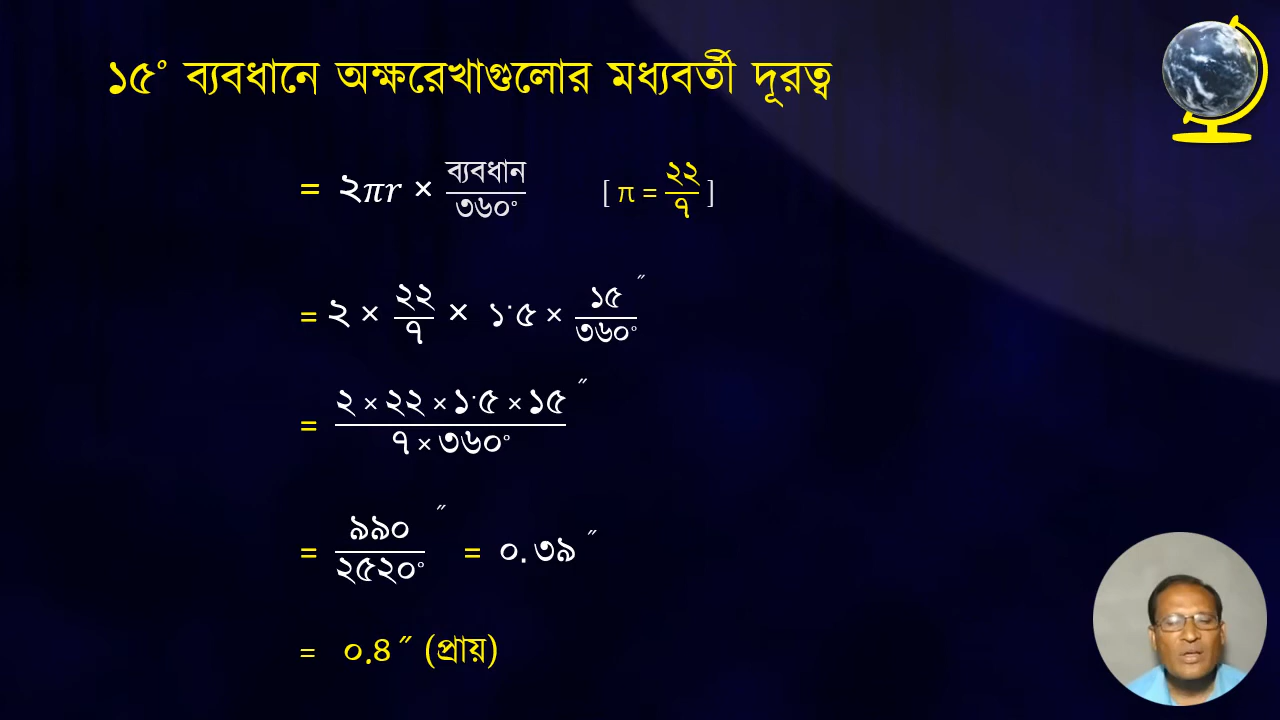 ১৫° ব্যবধানে অক্ষরেখাগুলোর মধ্যবর্তী দূরত্ব
= ২πr × ব্যবধান/৩৬০° [ π = ২২/৭ ]
= ২ × ২২/৭ × ১˙৫ × ১৫/৩৬০° ″
= ২ × ২২ × ১˙৫ × ১৫/৭ × ৩৬০° ″
= ৯৯০/২৫২০° ″ = ০.৩৯ ″
= ০.৪ ″ (প্রায়)